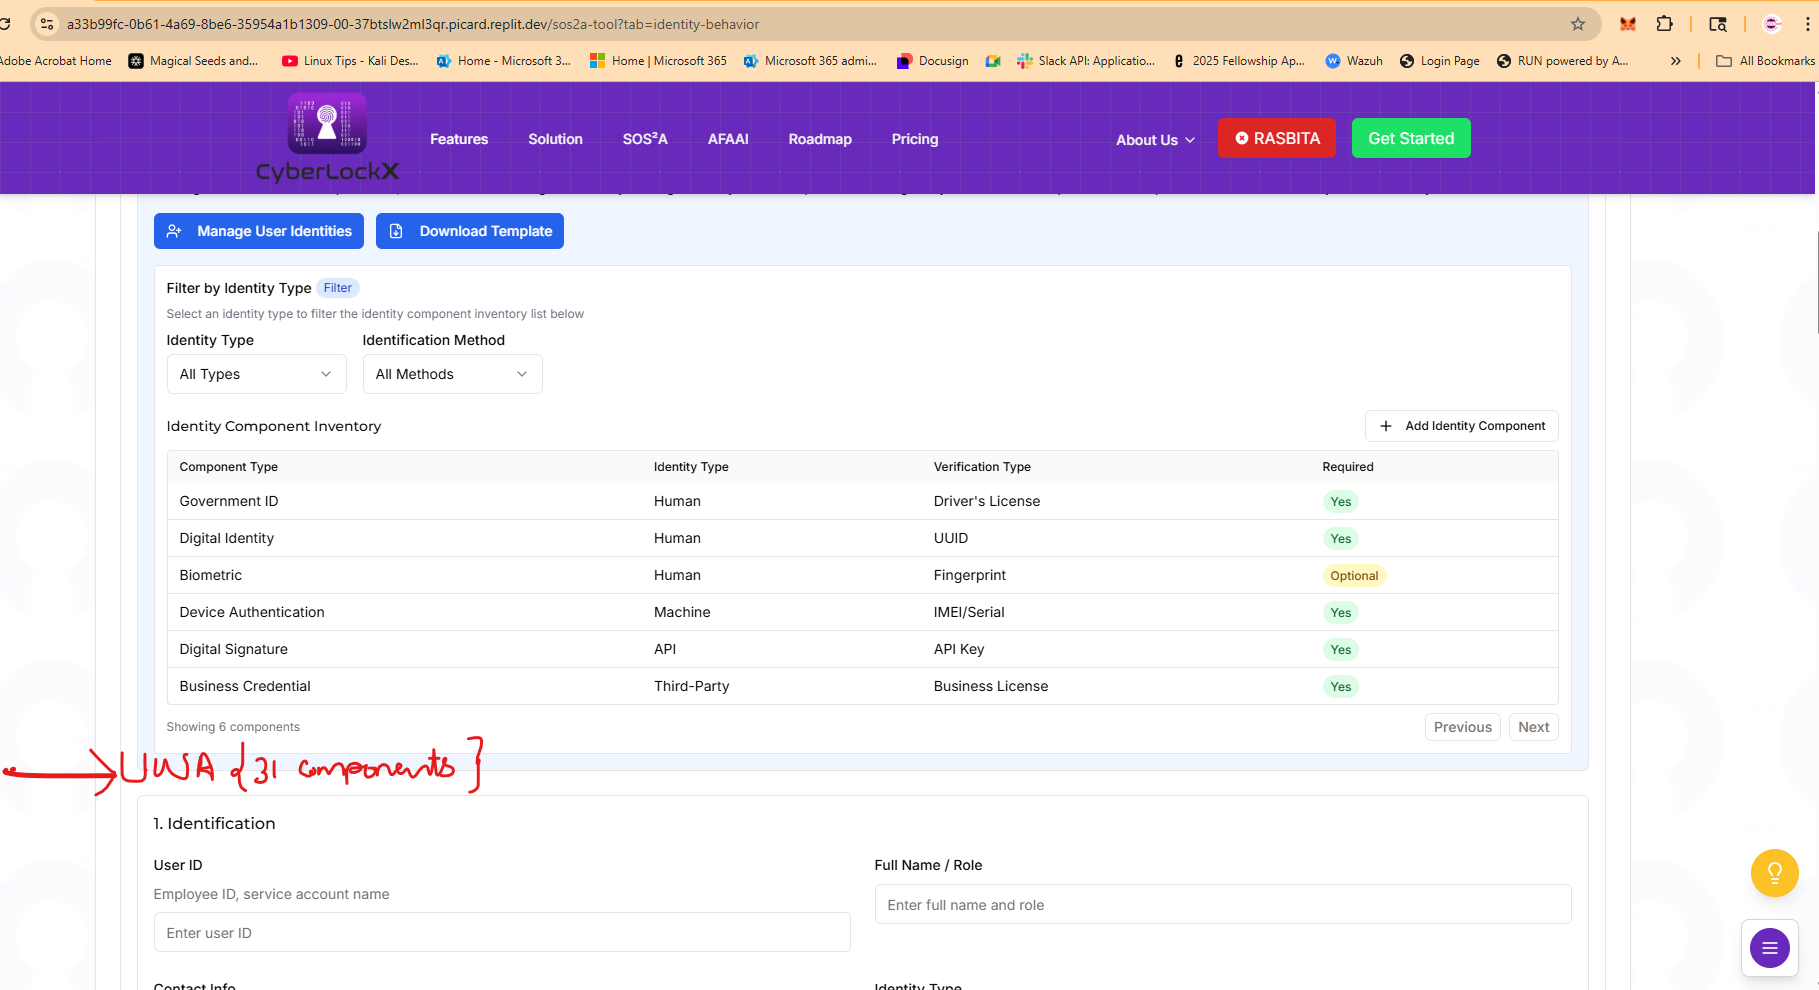 a33b99fc-0b61-4a69-8be6-35954a1b1309-00-37btslw2ml3qr.picard.replit.dev/sos2a-tool?tab=identity-behavior
dobe Acrobat Home Magical Seeds and... Linux Tips - Kali Des... Home - Microsoft 3... Home | Microsoft 365 Microsoft 365 admi... Docusign Slack API: Applicatio... 2025 Fellowship Ap... Wazuh Login Page RUN powered by A... » All Bookmarks
CyberLockX
Features Solution SOS²A AFAAI Roadmap Pricing About Us RASBITA Get Started
Manage User Identities Download Template
Filter by Identity Type Filter
Select an identity type to filter the identity component inventory list below
Identity Type Identification Method
All Types All Methods
Identity Component Inventory + Add Identity Component
Component Type Identity Type Verification Type Required
Government ID Human Driver's License Yes
Digital Identity Human UUID Yes
Biometric Human Fingerprint Optional
Device Authentication Machine IMEI/Serial Yes
Digital Signature API API Key Yes
Business Credential Third-Party Business License Yes
Showing 6 components Previous Next
UWA {31 components]
1. Identification
User ID Full Name / Role
Employee ID, service account name
Enter full name and role
Enter user ID
Contact Info Identity Type